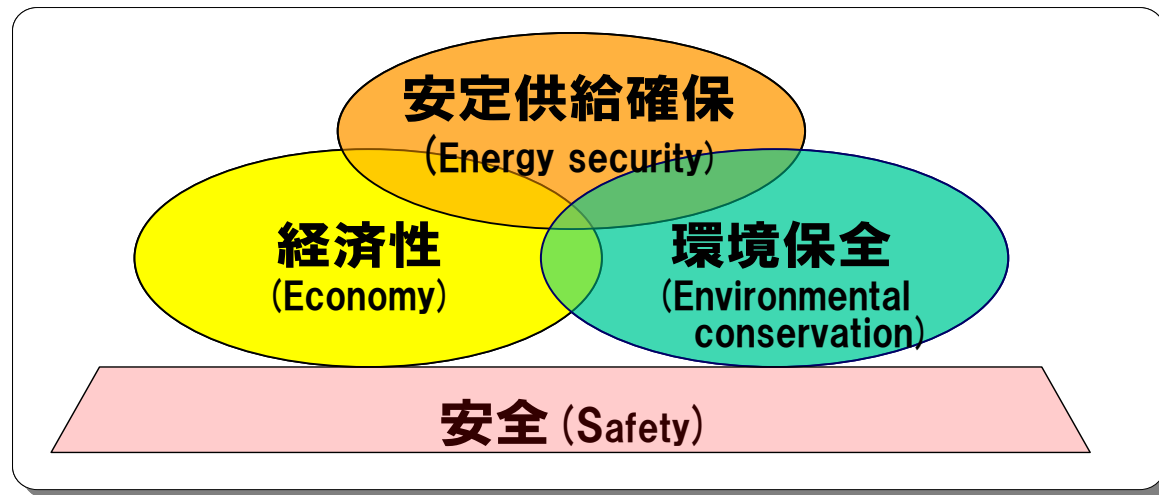 安定供給確保
(Energy security)
経済性
(Economy)
環境保全
(Environmental
conservation)
安全(Safety)